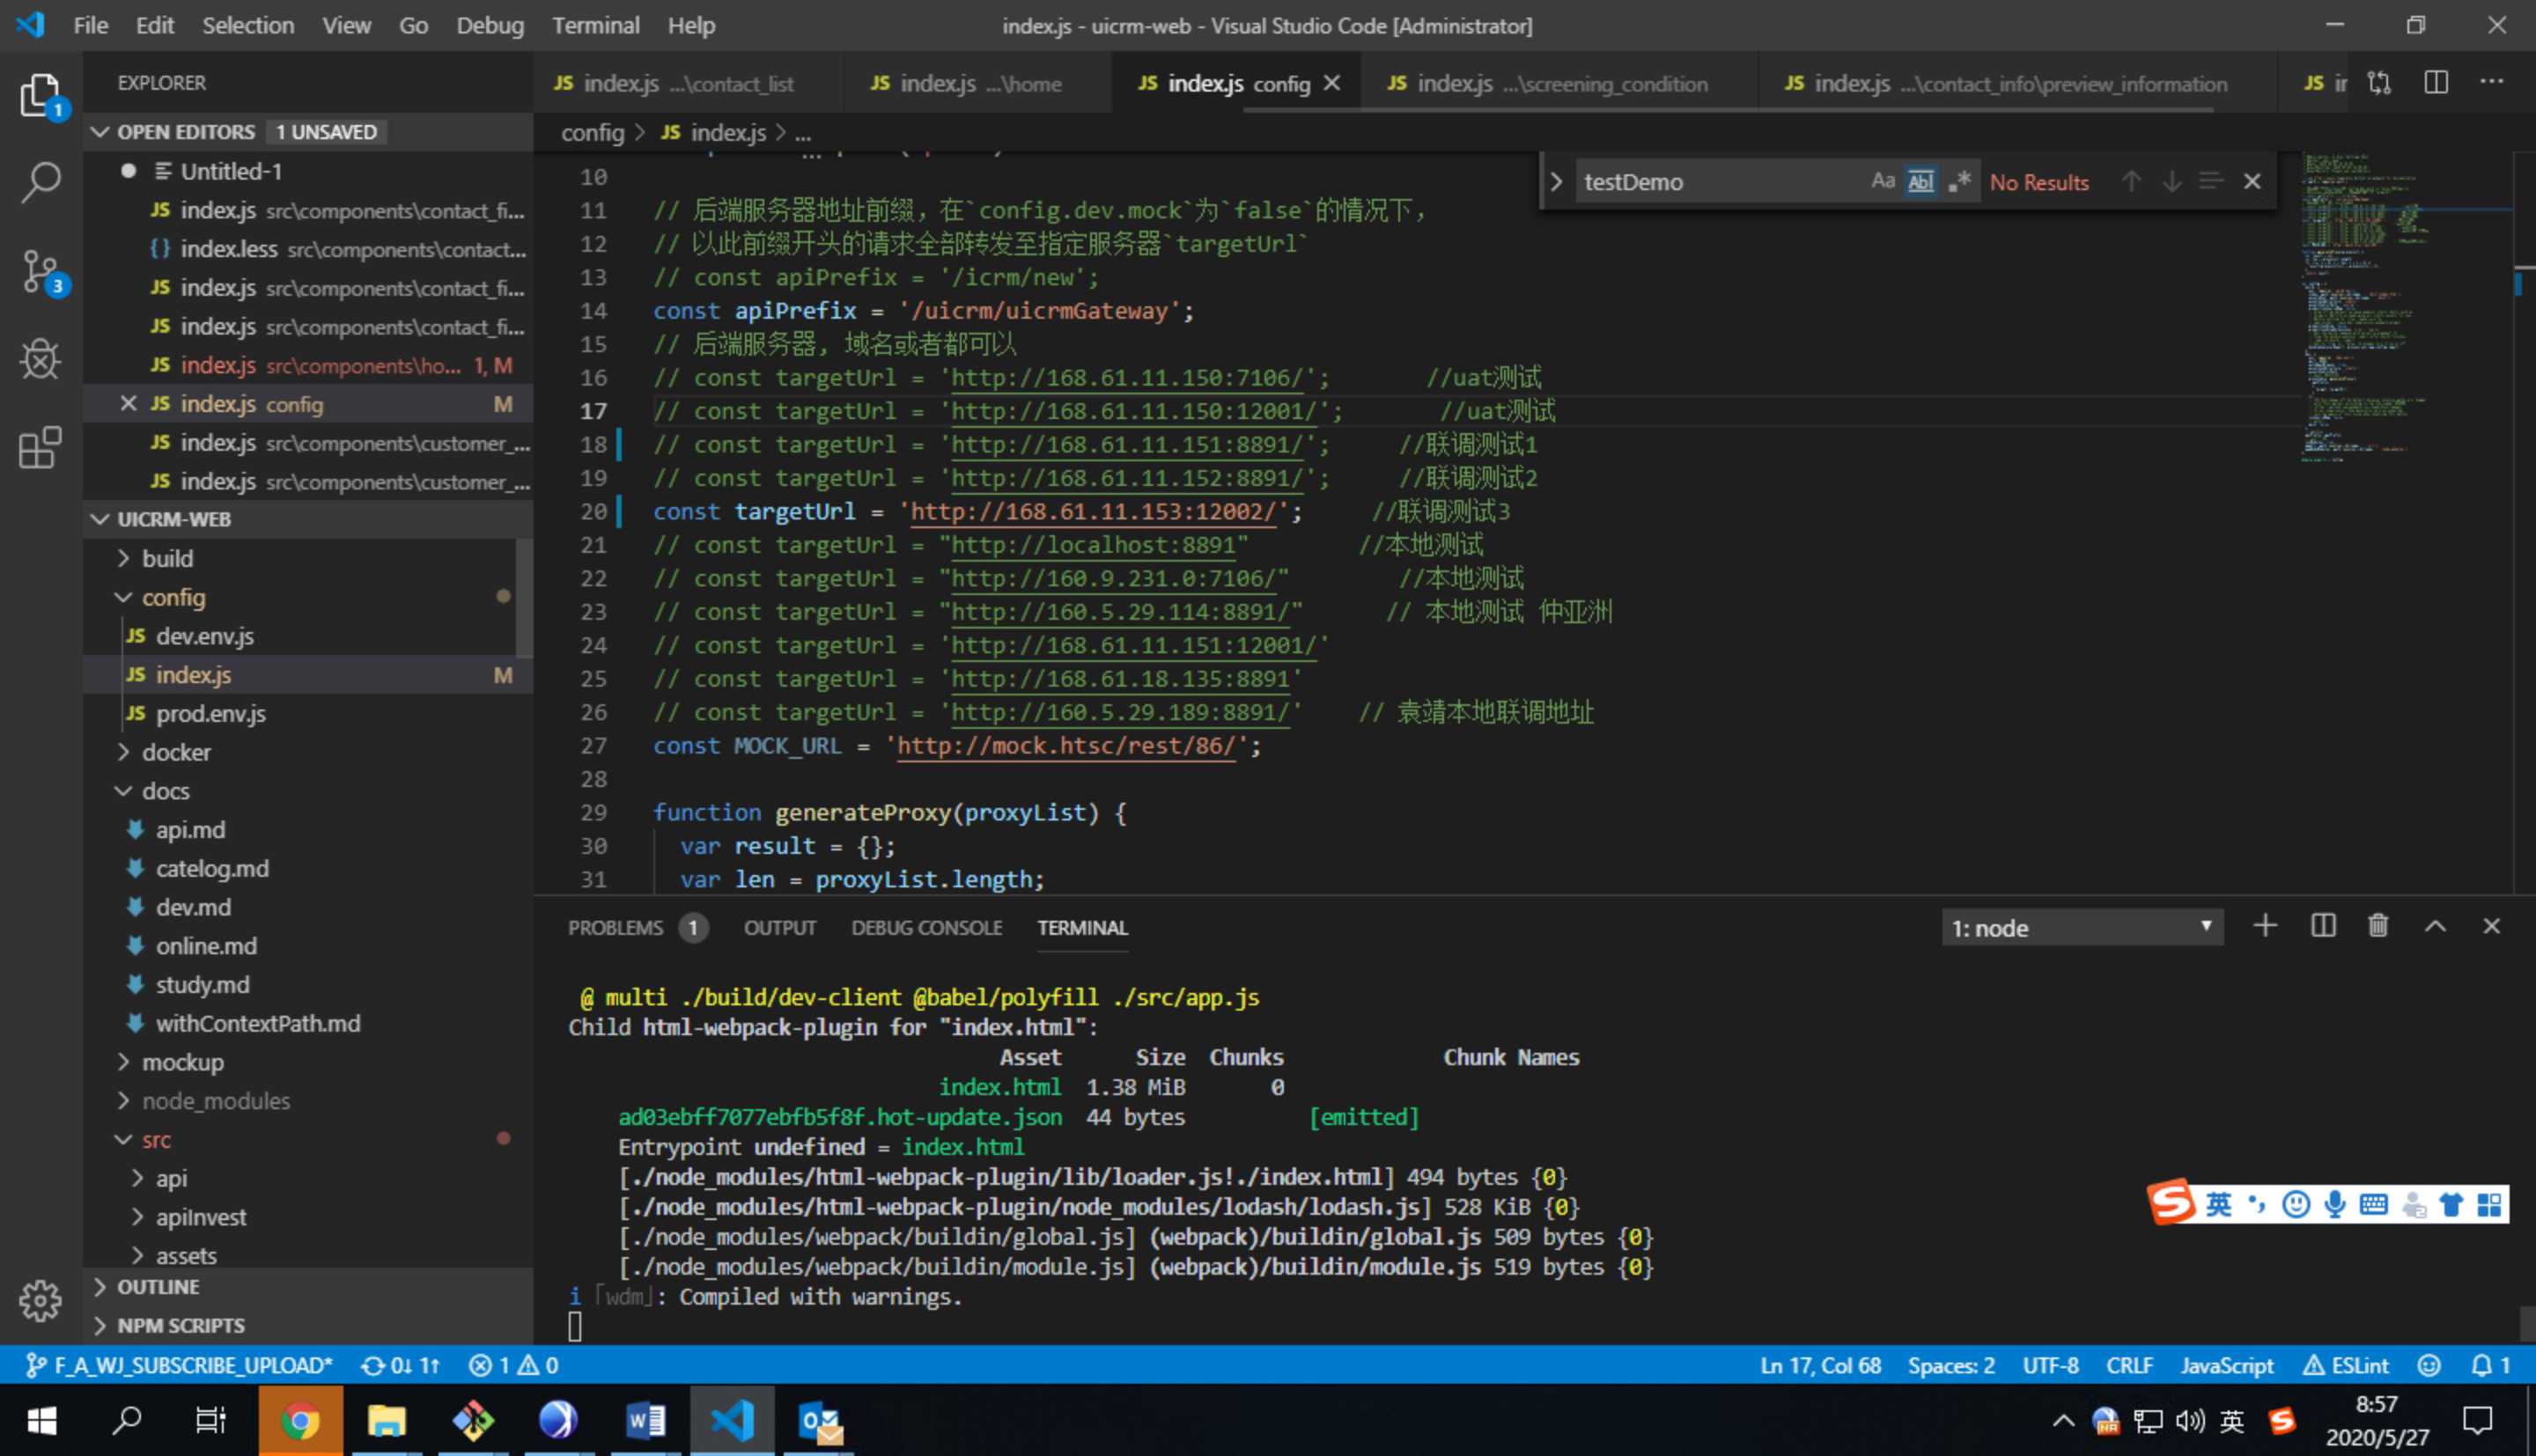 File Edit Selection View Go Debug Terminal Help
index.js - uicrm-web - Visual Studio Code [Administrator]
EXPLORER
JS index.js ...\contact_list
JS index.js ...\home
JS index.js config
JS index.js ...\screening_condition
JS index.js ...\contact_info\preview_information
JS
1
OPEN EDITORS 1 UNSAVED
Untitled-1
JS index.js src\components\contact_fi...
{} index.less src\components\contact...
JS index.js src\components\contact_fi...
JS index.js src\components\contact_fi...
JS index.js src\components\ho... 1, M
JS index.js config M
JS index.js src\components\customer_...
JS index.js src\components\customer_...
3
UICRM-WEB
build
config
JS dev.env.js
JS index.js M
JS prod.env.js
docker
docs
api.md
catelog.md
dev.md
online.md
study.md
withContextPath.md
mockup
node_modules
src
api
apiInvest
assets
OUTLINE
NPM SCRIPTS
config > JS index.js > ...
testDemo Aa Abl .* No Results
10
11 // 后端服务器地址前缀，在`config.dev.mock`为`false`的情况下，
12 // 以此前缀开头的请求全部转发至指定服务器`targetUrl`
13 // const apiPrefix = '/icrm/new';
14 const apiPrefix = '/uicrm/uicrmGateway';
15 // 后端服务器, 域名或者都可以
16 // const targetUrl = 'http://168.61.11.150:7106/'; //uat测试
17 // const targetUrl = 'http://168.61.11.150:12001/'; //uat测试
18 // const targetUrl = 'http://168.61.11.151:8891/'; //联调测试1
19 // const targetUrl = 'http://168.61.11.152:8891/'; //联调测试2
20 const targetUrl = 'http://168.61.11.153:12002/'; //联调测试3
21 // const targetUrl = "http://localhost:8891" //本地测试
22 // const targetUrl = "http://160.9.231.0:7106/" //本地测试
23 // const targetUrl = "http://160.5.29.114:8891/" // 本地测试 仲亚洲
24 // const targetUrl = 'http://168.61.11.151:12001/'
25 // const targetUrl = 'http://168.61.18.135:8891'
26 // const targetUrl = 'http://160.5.29.189:8891/' // 袁靖本地联调地址
27 const MOCK_URL = 'http://mock.htsc/rest/86/';
28
29 function generateProxy(proxyList) {
30 var result = {};
31 var len = proxyList.length;
PROBLEMS 1 OUTPUT DEBUG CONSOLE TERMINAL 1: node
@ multi ./build/dev-client @babel/polyfill ./src/app.js
Child html-webpack-plugin for "index.html":
Asset Size Chunks Chunk Names
index.html 1.38 MiB 0
ad03ebff7077ebfb5f8f.hot-update.json 44 bytes [emitted]
Entrypoint undefined = index.html
[./node_modules/html-webpack-plugin/lib/loader.js!./index.html] 494 bytes {0}
[./node_modules/html-webpack-plugin/node_modules/lodash/lodash.js] 528 KiB {0}
[./node_modules/webpack/buildin/global.js] (webpack)/buildin/global.js 509 bytes {0}
[./node_modules/webpack/buildin/module.js] (webpack)/buildin/module.js 519 bytes {0}
i ｢wdm｣: Compiled with warnings.
S 英
F_A_WJ_SUBSCRIBE_UPLOAD* 0↓ 1↑ 1 0
Ln 17, Col 68 Spaces: 2 UTF-8 CRLF JavaScript ESLint 1
英
8:57
2020/5/27